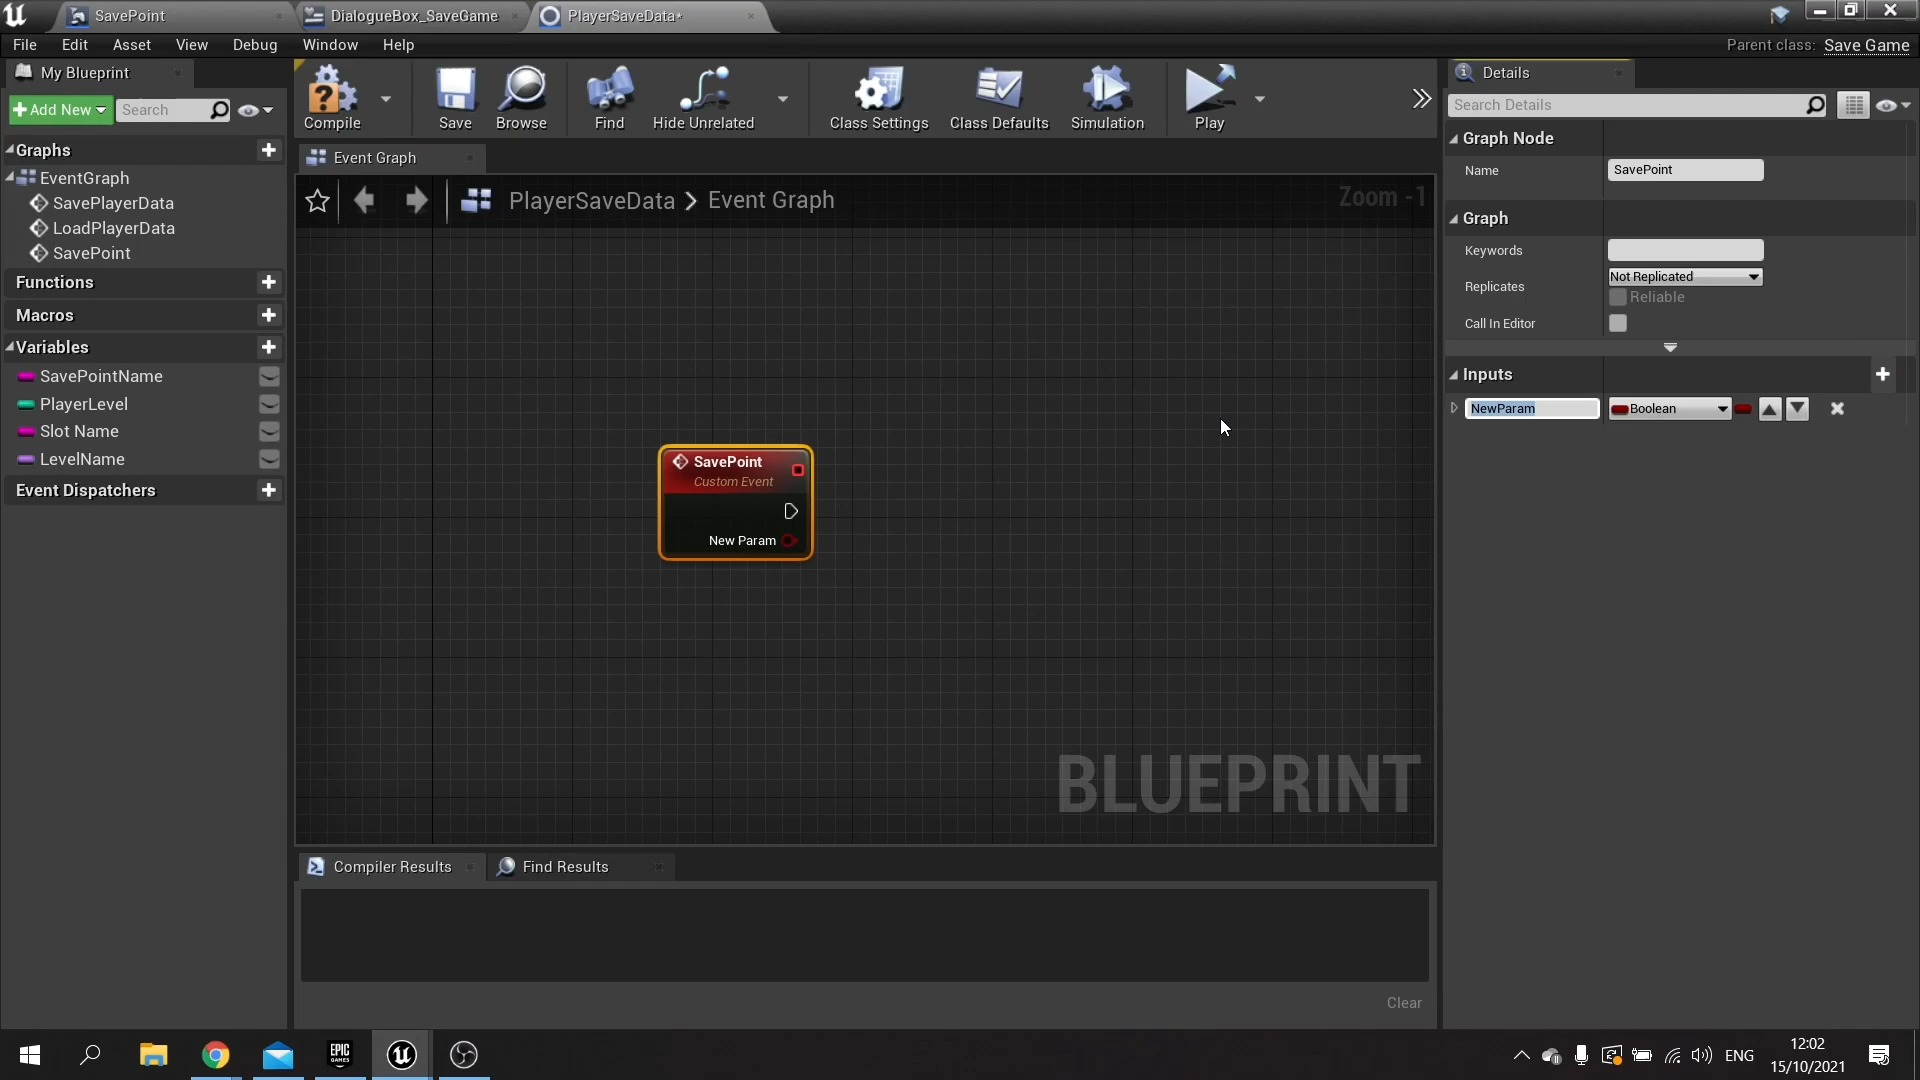 SavePoint
DialogueBox_SaveGame
PlayerSaveData*
File
Edit
Asset
View
Debug
Window
Help
Parent class: Save Game
My Blueprint
Add New
Search
Graphs
EventGraph
SavePlayerData
LoadPlayerData
SavePoint
Functions
Macros
Variables
SavePointName
PlayerLevel
Slot Name
LevelName
Event Dispatchers
Compile
Save
Browse
Find
Hide Unrelated
Class Settings
Class Defaults
Simulation
Play
Event Graph
PlayerSaveData > Event Graph
Zoom -1
SavePoint
Custom Event
New Param
BLUEPRINT
Compiler Results
Find Results
Clear
Details
Search Details
Graph Node
Name
SavePoint
Graph
Keywords
Replicates
Not Replicated
Reliable
Call In Editor
Inputs
NewParam
Boolean
EPIC
GAMES
ENG
12:02
15/10/2021